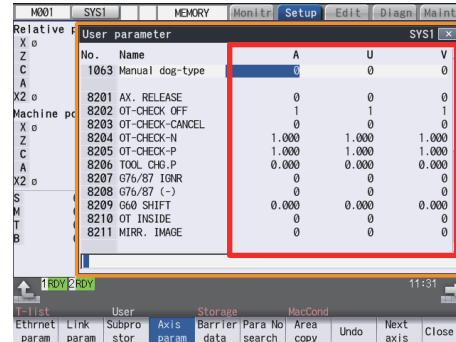 M001 SYS1 MEMORY Monitr Setup Edit Diagn Maint
Relative
X ø
Z
C
A
X2 ø
Machine
X ø
Z
C
A
X2 ø
S
M
T
B
User parameter SYS1
No. Name A U V
1063 Manual dog-type 0 0 0
8201 AX. RELEASE 0 0 0
8202 OT-CHECK OFF 1 1 1
8203 OT-CHECK-CANCEL 0 0 0
8204 OT-CHECK-N 1.000 1.000 1.000
8205 OT-CHECK-P 1.000 1.000 1.000
8206 TOOL CHG.P 0.000 0.000 0.000
8207 G76/87 IGNR 0 0 0
8208 G76/87 (-) 0 0 0
8209 G60 SHIFT 0.000 0.000 0.000
8210 OT INSIDE 0 0 0
8211 MIRR. IMAGE 0 0 0
1RDY 2RDY 11:31
T-list User Storage MacCond
Ethrnet param Link param Subpro stor Axis param Barrier data Para No search Area copy Undo Next axis Close